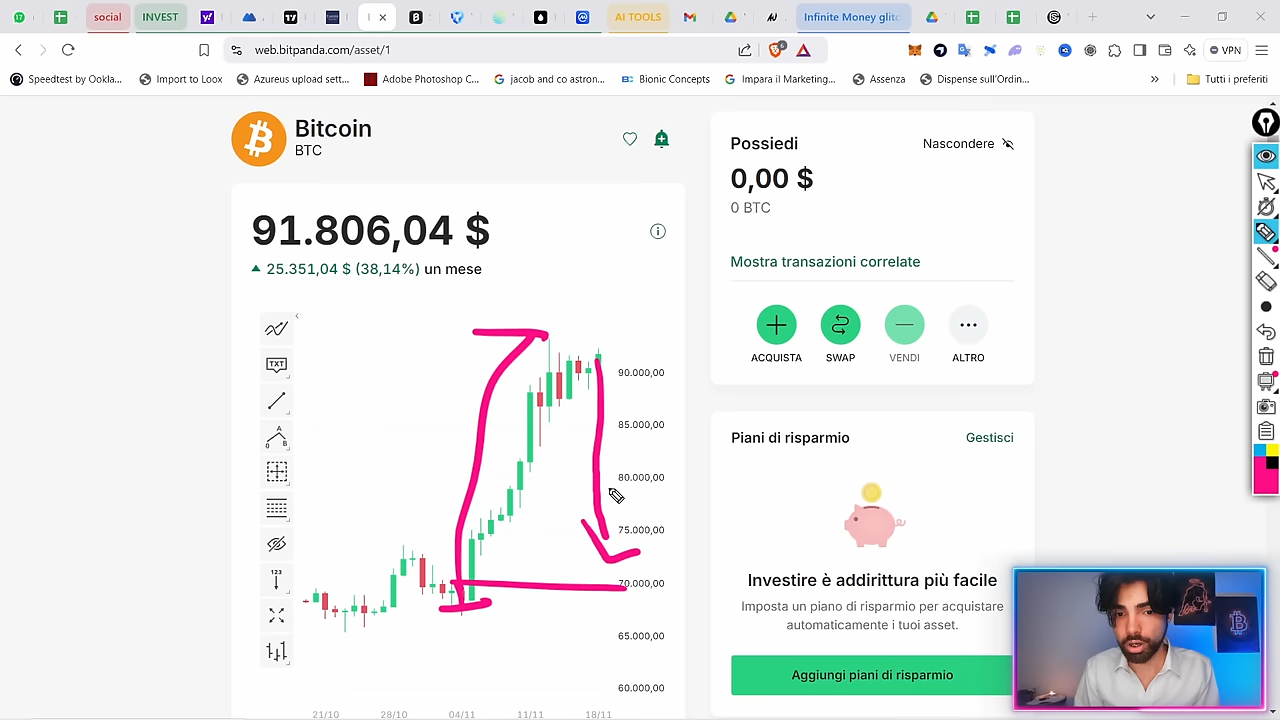 social
INVEST
AI TOOLS
Infinite Money glitc
web.bitpanda.com/asset/1
6
VPN
Speedtest by Ookla...
Import to Loox
Azureus upload sett...
Adobe Photoshop C...
jacob and co astron...
Bionic Concepts
Impara il Marketing...
Assenza
Dispense sull'Ordin...
»
Tutti i preferiti
Bitcoin
BTC
91.806,04 $
25.351,04 $ (38,14%) un mese
TXT
A
0
B
123
90.000,00
85.000,00
80.000,00
75.000,00
70.000,00
65.000,00
60.000,00
21/10
28/10
04/11
11/11
18/11
Possiedi
Nascondere
0,00 $
0 BTC
Mostra transazioni correlate
ACQUISTA
SWAP
VENDI
ALTRO
Piani di risparmio
Gestisci
Investire è addirittura più facile
Imposta un piano di risparmio per acquistare
automaticamente i tuoi asset.
Aggiungi piani di risparmio